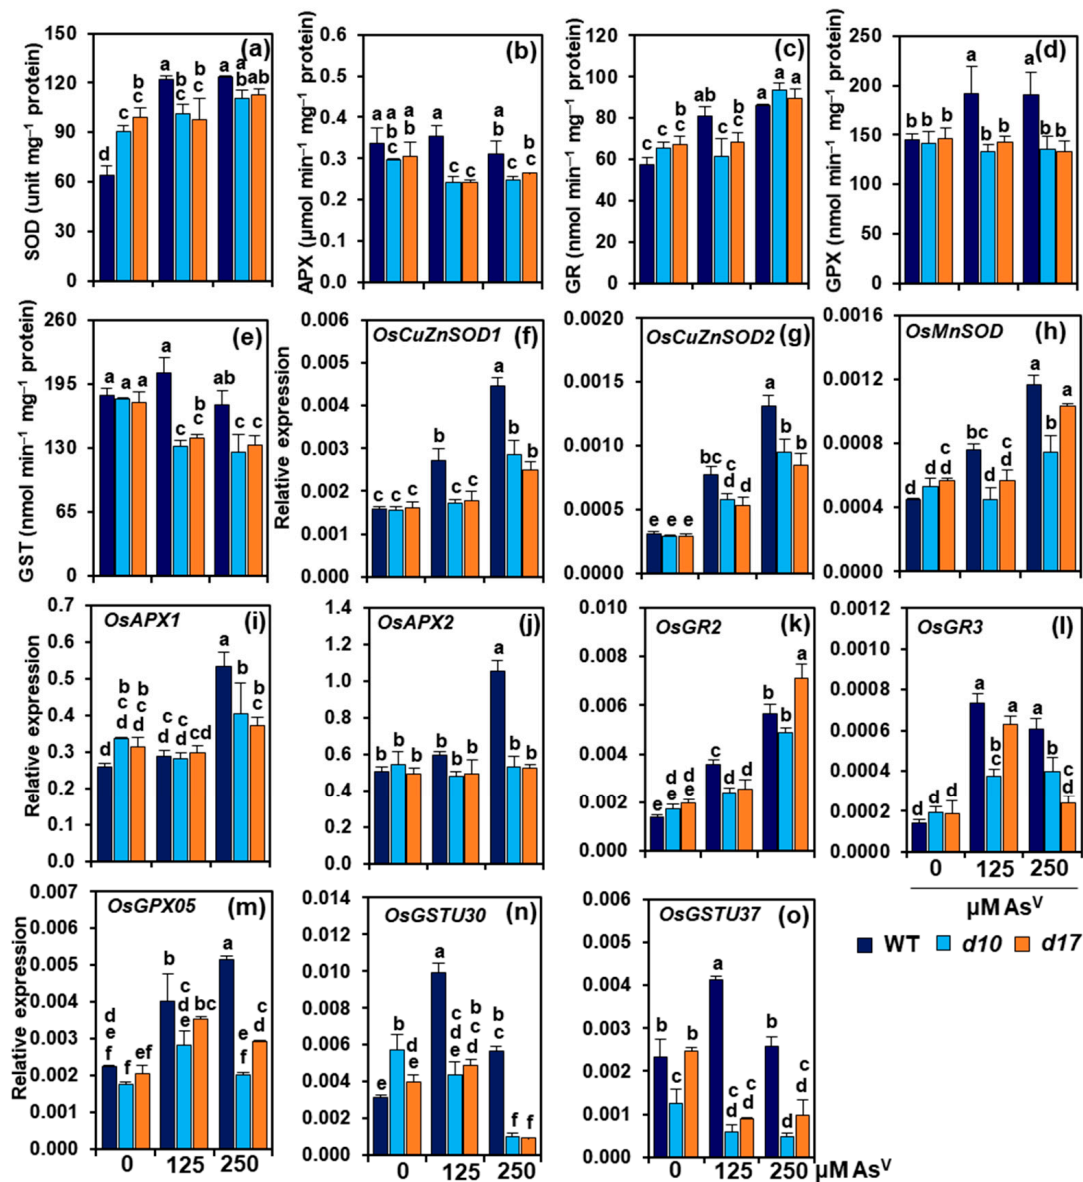 (a)
SOD (unit mg⁻¹ protein)
150
120
90
60
30
0
d c b c
a b c b c
a a b ab
(b)
APX (µmol min⁻¹ mg⁻¹ protein)
0.6
0.5
0.4
0.3
0.2
0.1
0.0
a b a b c a b c
a c c
a b c b c
(c)
GR (nmol min⁻¹ mg⁻¹ protein)
120
100
80
60
40
20
0
c b c b c
ab c b c
a a a
(d)
GPX (nmol min⁻¹ mg⁻¹ protein)
250
200
150
100
50
0
b b b
a b b
a b b
(e)
GST (nmol min⁻¹ mg⁻¹ protein)
260
195
130
65
0
a a a
a c b c
ab c c
OsCuZnSOD1 (f)
Relative expression
0.006
0.005
0.003
0.002
0.000
c c c
b c c
a b b
OsCuZnSOD2 (g)
0.0020
0.0015
0.0010
0.0005
0.0000
e e e
bc c d d
a b b
OsMnSOD (h)
0.0016
0.0012
0.0008
0.0004
0.0000
d d c d
bc d c d
a b a
OsAPX1 (i)
Relative expression
0.7
0.6
0.5
0.4
0.3
0.2
0.1
0.0
d b c d b c d
c d c d cd
a b b c
OsAPX2 (j)
1.4
1.2
1.0
0.8
0.6
0.4
0.2
0.0
b b b
b b b
a b b
OsGR2 (k)
0.010
0.008
0.006
0.004
0.002
0.000
e d e d e
c d d
b b a
OsGR3 (l)
0.0012
0.0010
0.0008
0.0006
0.0004
0.0002
0.0000
d d d
a b c a
a b c d
0 125 250
µM Asⱽ
WT d10 d17
OsGPX05 (m)
Relative expression
0.007
0.006
0.005
0.004
0.003
0.002
0.001
0.000
d e f f ef
b c d e bc
a e f c d
0 125 250
OsGSTU30 (n)
0.014
0.012
0.010
0.008
0.006
0.004
0.002
0.000
e b d e
a c d e b c d
b c f f
0 125 250
OsGSTU37 (o)
0.006
0.005
0.004
0.003
0.002
0.001
0.000
b c b
a c d c d
b d c d
0 125 250 µM Asⱽ